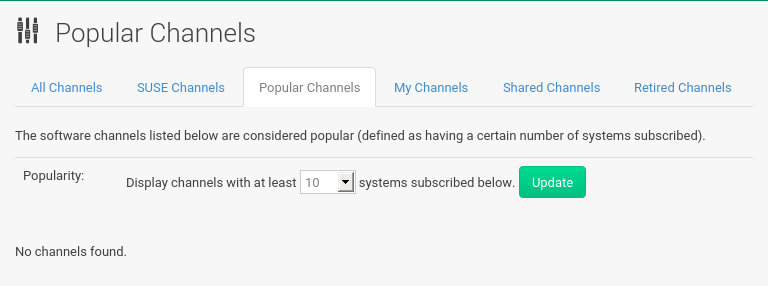 Popular Channels
All Channels SUSE Channels Popular Channels My Channels Shared Channels Retired Channels
The software channels listed below are considered popular (defined as having a certain number of systems subscribed).
Popularity: Display channels with at least 10 systems subscribed below. Update
No channels found.